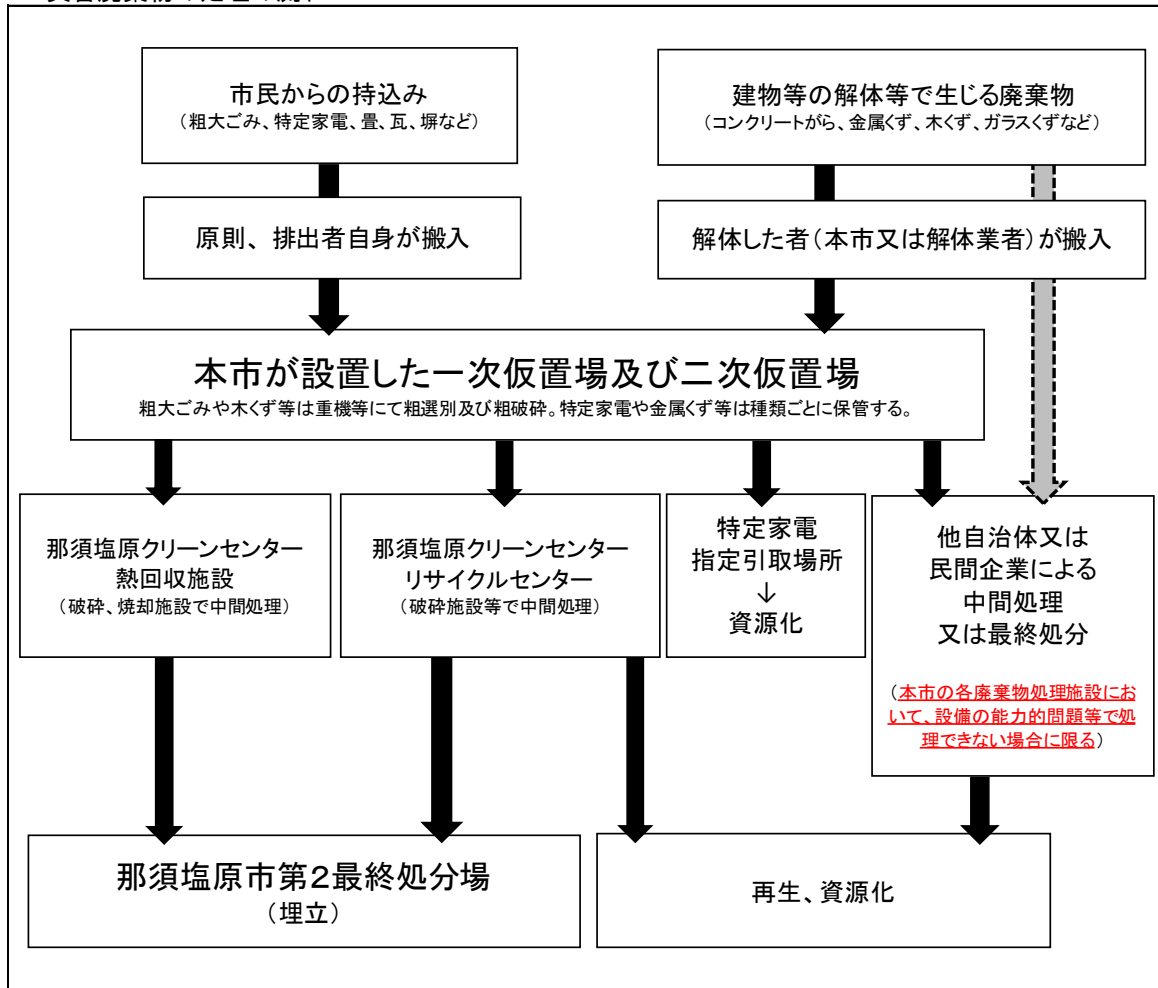 市民からの持込み
（粗大ごみ、特定家電、畳、瓦、塀など）
建物等の解体等で生じる廃棄物
（コンクリートがら、金属くず、木くず、ガラスくずなど）
原則、排出者自身が搬入
解体した者（本市又は解体業者）が搬入
本市が設置した一次仮置場及び二次仮置場
粗大ごみや木くず等は重機等にて粗選別及び粗破砕。特定家電や金属くず等は種類ごとに保管する。
那須塩原クリーンセンター
熱回収施設
（破砕、焼却施設で中間処理）
那須塩原クリーンセンター
リサイクルセンター
（破砕施設等で中間処理）
特定家電
指定引取場所
↓
資源化
他自治体又は
民間企業による
中間処理
又は最終処分
（本市の各廃棄物処理施設にお
いて、設備の能力的問題等で処
理できない場合に限る）
那須塩原市第２最終処分場
（埋立）
再生、資源化